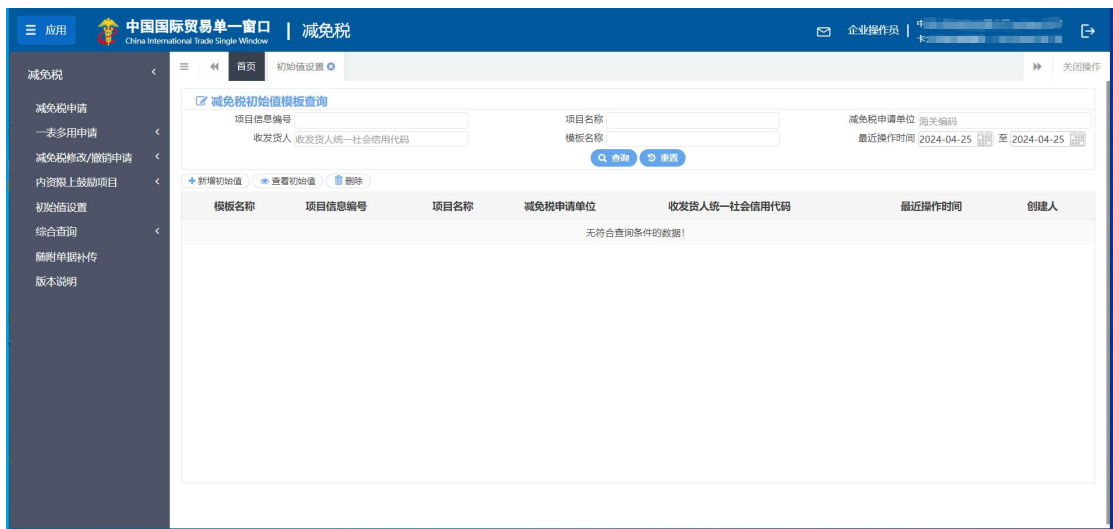 应用 中国国际贸易单一窗口 减免税 企业操作员
China International Trade Single Window
减免税 首页 初始值设置 关闭操作
减免税申请
一表多用申请
减免税修改/撤销申请
内资限上鼓励项目
初始值设置
综合查询
随附单据补传
版本说明
减免税初始值模板查询
项目信息编号 项目名称 减免税申请单位 海关编码
收发货人 收发货人统一社会信用代码 模板名称 最近操作时间 2024-04-25 至 2024-04-25
查询 重置
新增初始值 查看初始值 删除
模板名称 项目信息编号 项目名称 减免税申请单位 收发货人统一社会信用代码 最近操作时间 创建人
无符合查询条件的数据!